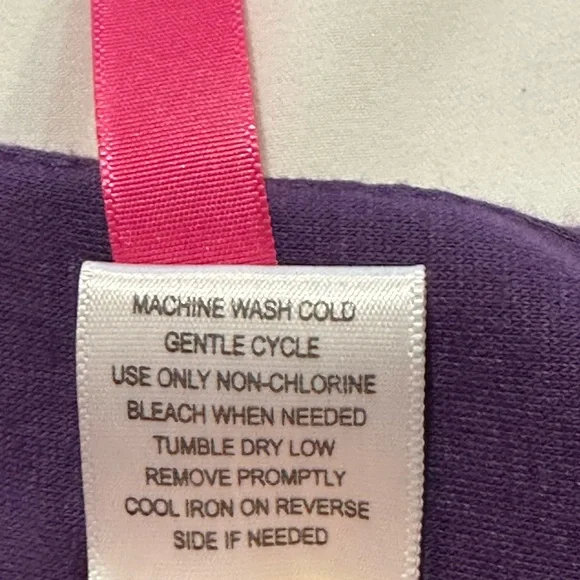 MACHINE WASH COLD
GENTLE CYCLE
USE ONLY NON-CHLORINE
BLEACH WHEN NEEDED
TUMBLE DRY LOW
REMOVE PROMPTLY
COOL IRON ON REVERSE
SIDE IF NEEDED